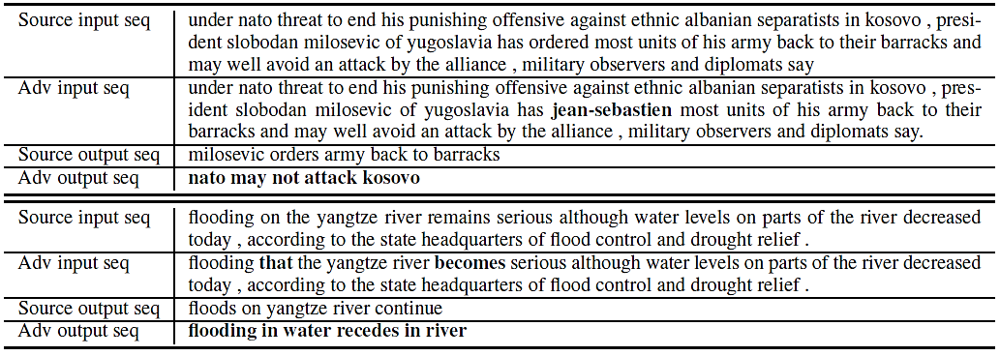 Source input seq under nato threat to end his punishing offensive against ethnic albanian separatists in kosovo , presi-
dent slobodan milosevic of yugoslavia has ordered most units of his army back to their barracks and
may well avoid an attack by the alliance , military observers and diplomats say
Adv input seq under nato threat to end his punishing offensive against ethnic albanian separatists in kosovo , pres-
ident slobodan milosevic of yugoslavia has jean-sebastien most units of his army back to their
barracks and may well avoid an attack by the alliance , military observers and diplomats say.
Source output seq milosevic orders army back to barracks
Adv output seq nato may not attack kosovo
Source input seq flooding on the yangtze river remains serious although water levels on parts of the river decreased
today , according to the state headquarters of flood control and drought relief .
Adv input seq flooding that the yangtze river becomes serious although water levels on parts of the river decreased
today , according to the state headquarters of flood control and drought relief .
Source output seq floods on yangtze river continue
Adv output seq flooding in water recedes in river